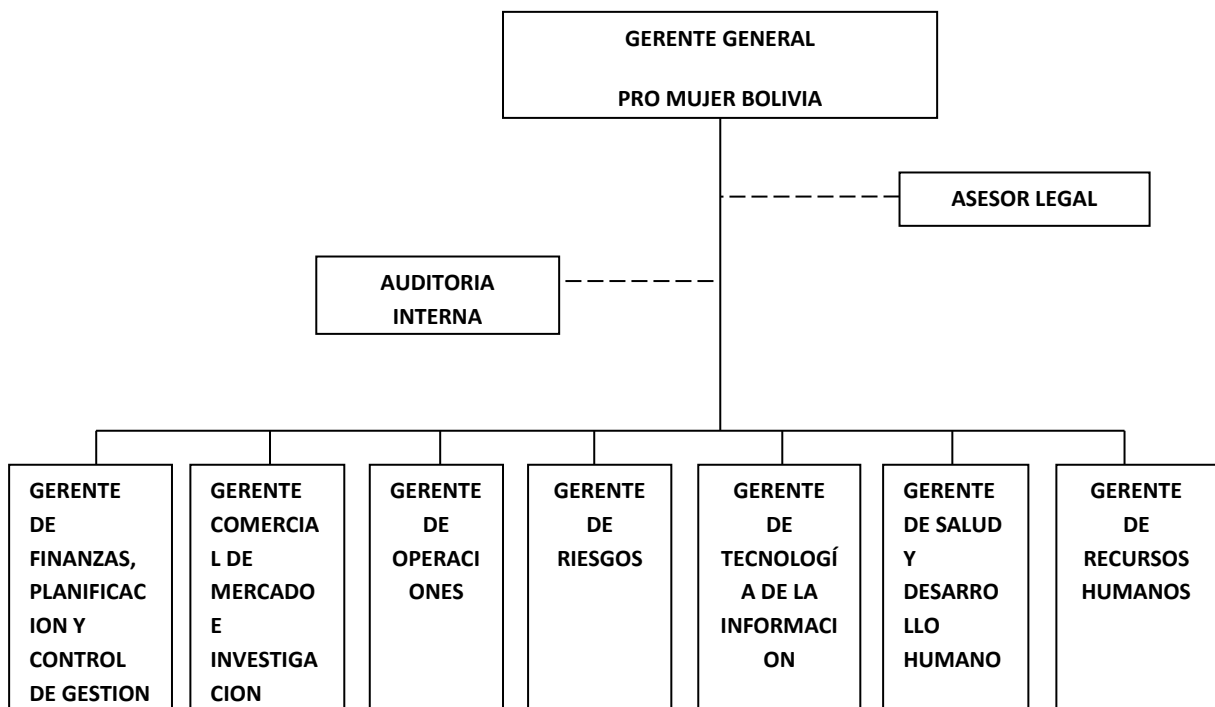 GERENTE GENERAL
PRO MUJER BOLIVIA
ASESOR LEGAL
AUDITORIA
INTERNA
GERENTE
DE
FINANZAS,
PLANIFICAC
ION Y
CONTROL
DE GESTION
GERENTE
COMERCIA
L DE
MERCADO
E
INVESTIGA
CION
GERENTE
DE
OPERACI
ONES
GERENTE
DE
RIESGOS
GERENTE
DE
TECNOLOGÍ
A DE LA
INFORMACI
ON
GERENTE
DE SALUD
Y
DESARRO
LLO
HUMANO
GERENTE
DE
RECURSOS
HUMANOS